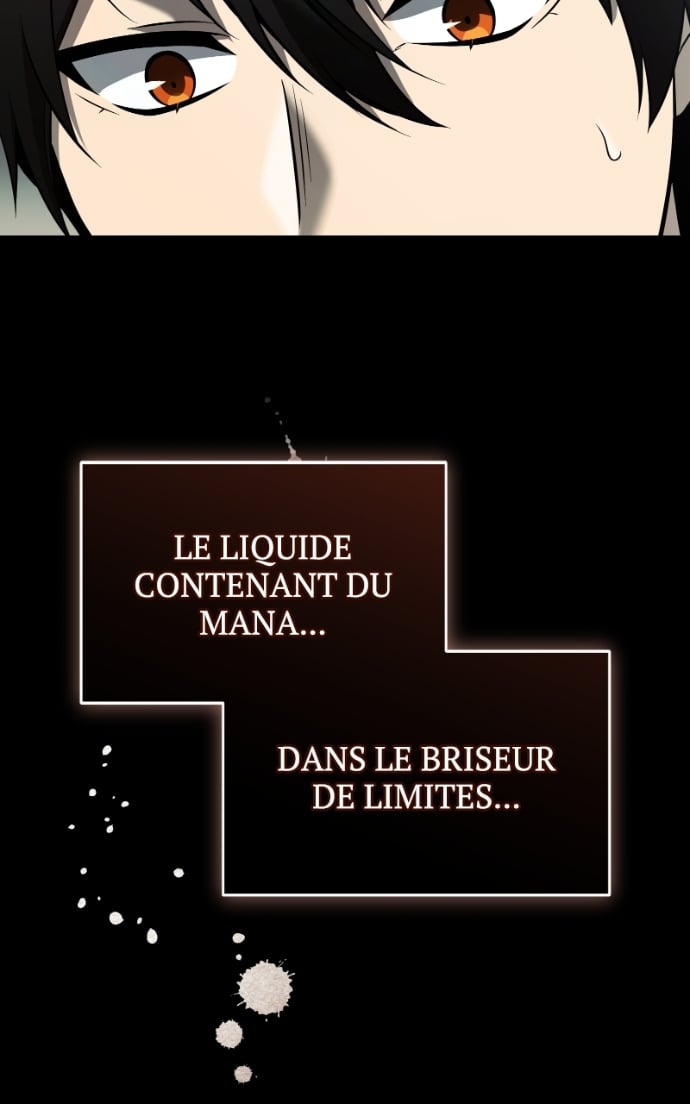 LE LIQUIDE
CONTENANT DU
MANA...
DANS LE BRISEUR
DE LIMITES...